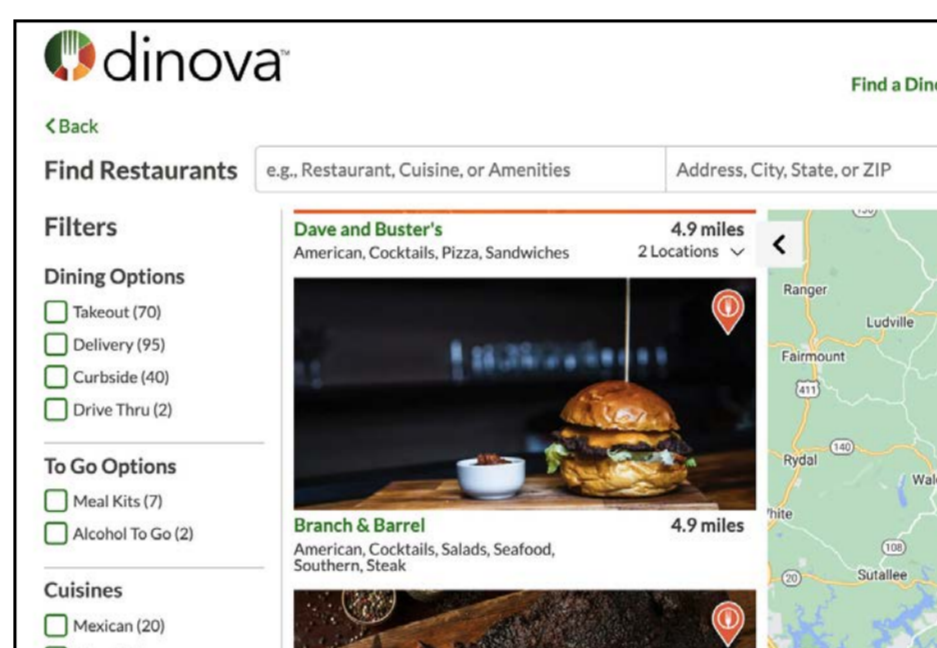 dinova™
Find a Din
Back
Find Restaurants
e.g., Restaurant, Cuisine, or Amenities
Address, City, State, or ZIP
Filters
Dining Options
Takeout (70)
Delivery (95)
Curbside (40)
Drive Thru (2)
To Go Options
Meal Kits (7)
Alcohol To Go (2)
Cuisines
Mexican (20)
Dave and Buster's
4.9 miles
American, Cocktails, Pizza, Sandwiches
2 Locations
Branch & Barrel
4.9 miles
American, Cocktails, Salads, Seafood,
Southern, Steak
Ranger
Ludville
Fairmount
411
140
Rydal
Wal
hite
108
20
Sutallee